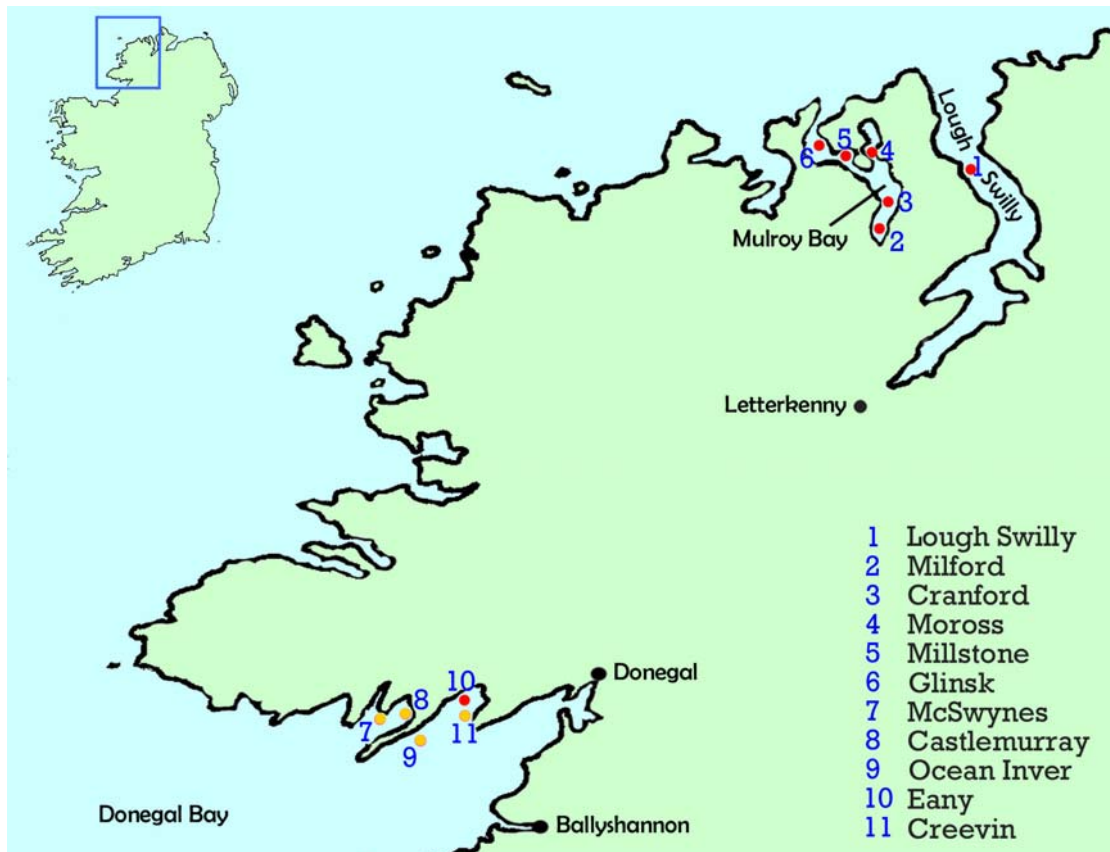 Lough Swilly
6
5
4
1
3
Mulroy Bay
2
Letterkenny
Donegal
10
8
7
11
9
Donegal Bay
Ballyshannon
1 Lough Swilly
2 Milford
3 Cranford
4 Moross
5 Millstone
6 Glinsk
7 McSwynes
8 Castlemurray
9 Ocean Inver
10 Eany
11 Creevin